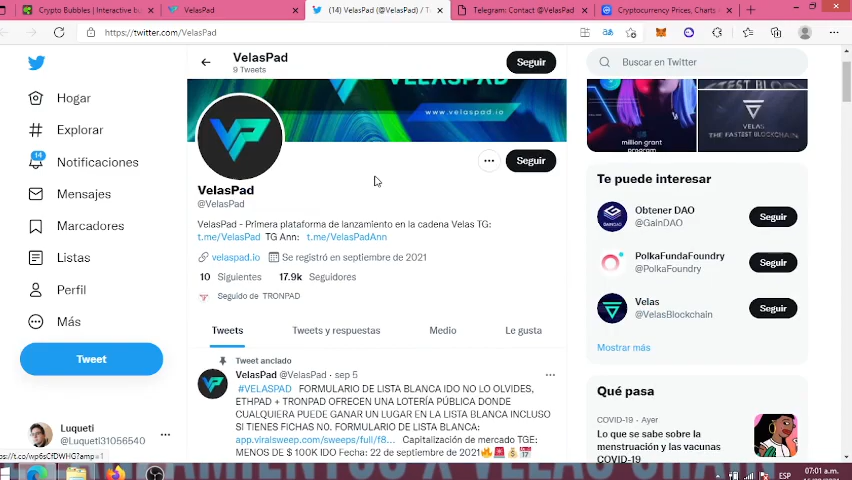 Crypto Bubbles | Interactive bu
VelasPad
(14) VelasPad (@VelasPad) / T
Telegram: Contact @VelasPad
Cryptocurrency Prices, Charts A
https://twitter.com/VelasPad
VelasPad
9 Tweets
Seguir
Buscar en Twitter
Hogar
Explorar
14
Notificaciones
Mensajes
Marcadores
Listas
Perfil
Más
Tweet
Luqueti
@Luqueti31056540
VELASPAD
www.velaspad.io
VP
Seguir
VelasPad
@VelasPad
VelasPad - Primera plataforma de lanzamiento en la cadena Velas TG:
t.me/VelasPad TG Ann: t.me/VelasPadAnn
velaspad.io Se registró en septiembre de 2021
10 Siguientes 17.9k Seguidores
Seguido de TRONPAD
Tweets Tweets y respuestas Medio Le gusta
Tweet anclado
VelasPad @VelasPad · sep 5
#VELASPAD FORMULARIO DE LISTA BLANCA IDO NO LO OLVIDES,
ETHPAD + TRONPAD OFRECEN UNA LOTERÍA PÚBLICA DONDE
CUALQUIERA PUEDE GANAR UN LUGAR EN LA LISTA BLANCA INCLUSO
SI TIENES FICHAS N0. FORMULARIO DE LISTA BLANCA:
app.viralsweep.com/sweeps/full/f8... Capitalización de mercado TGE:
MENOS DE $ 100K IDO Fecha: 22 de septiembre de 2021
million grant
program
VELAS
THE FASTEST BLOCKCHAIN
Te puede interesar
Obtener DAO
@GainDAO
Seguir
PolkaFundaFoundry
@PolkaFoundry
Seguir
Velas
@VelasBlockchain
Seguir
Mostrar más
Qué pasa
COVID-19 · Ayer
Lo que se sabe sobre la
menstruación y las vacunas
COVID-19
s://t.co/wp6sCfDWHG?amp=1
ESP
07:01 a.m.